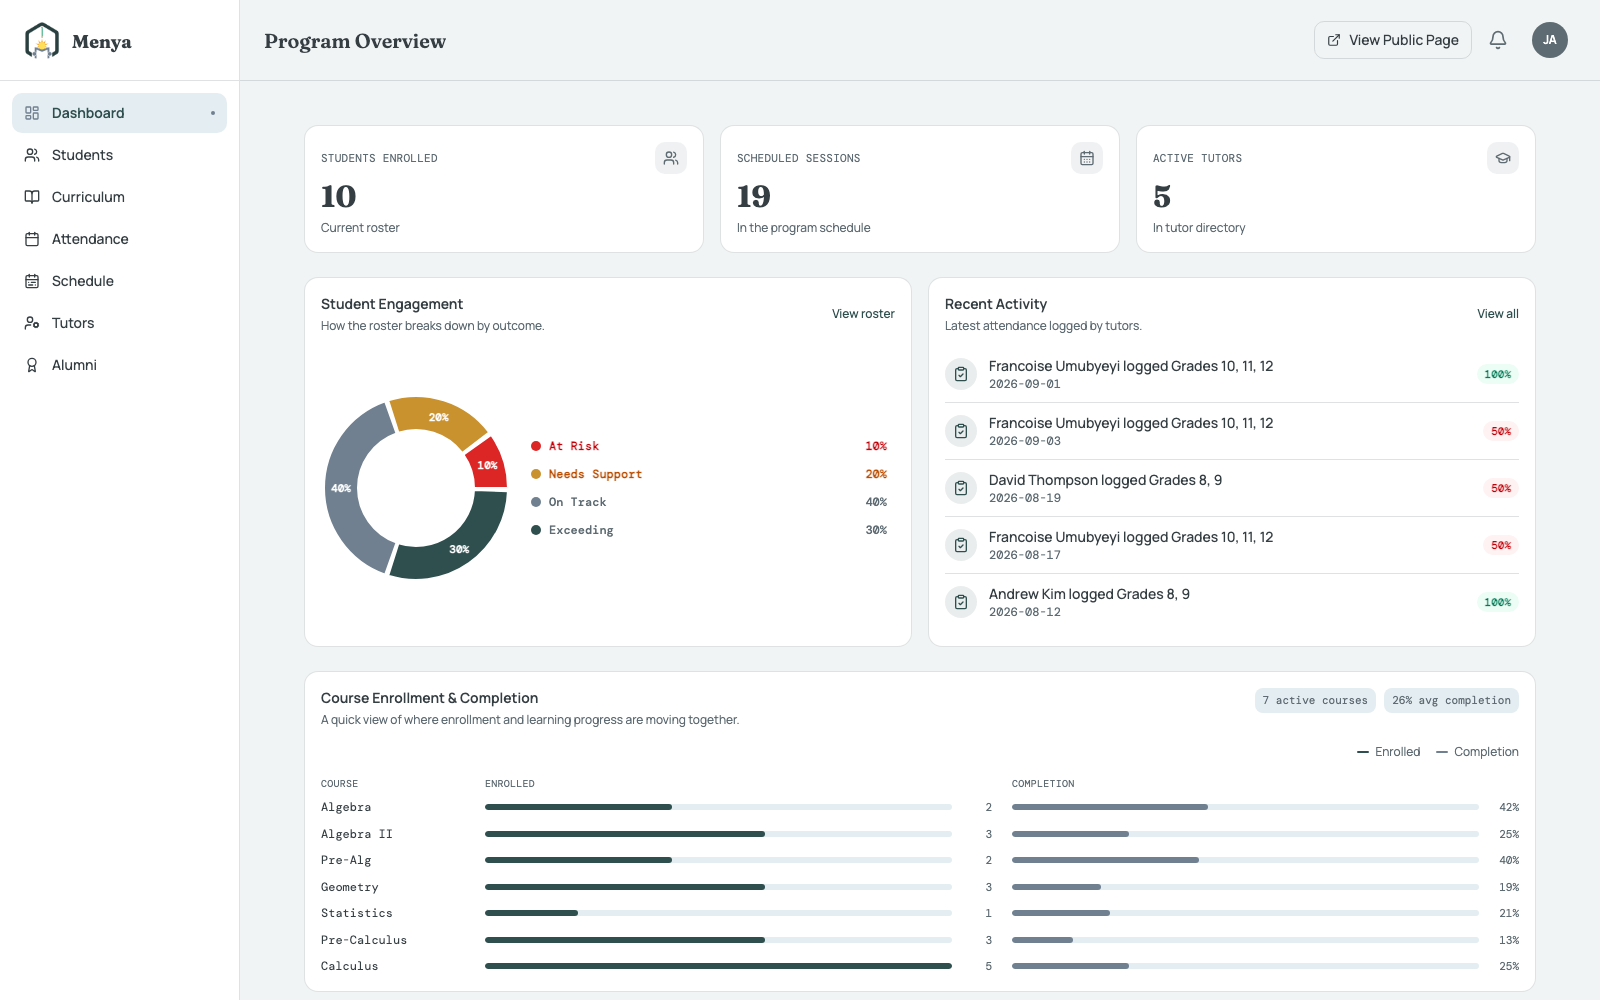 Menya
Program Overview
View Public Page
JA
Dashboard
Students
Curriculum
Attendance
Schedule
Tutors
Alumni
STUDENTS ENROLLED
10
Current roster
SCHEDULED SESSIONS
19
In the program schedule
ACTIVE TUTORS
5
In tutor directory
Student Engagement
How the roster breaks down by outcome.
View roster
20%
10%
40%
30%
At Risk 10%
Needs Support 20%
On Track 40%
Exceeding 30%
Recent Activity
Latest attendance logged by tutors.
View all
Francoise Umubyeyi logged Grades 10, 11, 12
2026-09-01
100%
Francoise Umubyeyi logged Grades 10, 11, 12
2026-09-03
50%
David Thompson logged Grades 8, 9
2026-08-19
50%
Francoise Umubyeyi logged Grades 10, 11, 12
2026-08-17
50%
Andrew Kim logged Grades 8, 9
2026-08-12
100%
Course Enrollment & Completion
A quick view of where enrollment and learning progress are moving together.
7 active courses 26% avg completion
Enrolled Completion
COURSE ENROLLED COMPLETION
Algebra 2 42%
Algebra II 3 25%
Pre-Alg 2 40%
Geometry 3 19%
Statistics 1 21%
Pre-Calculus 3 13%
Calculus 5 25%